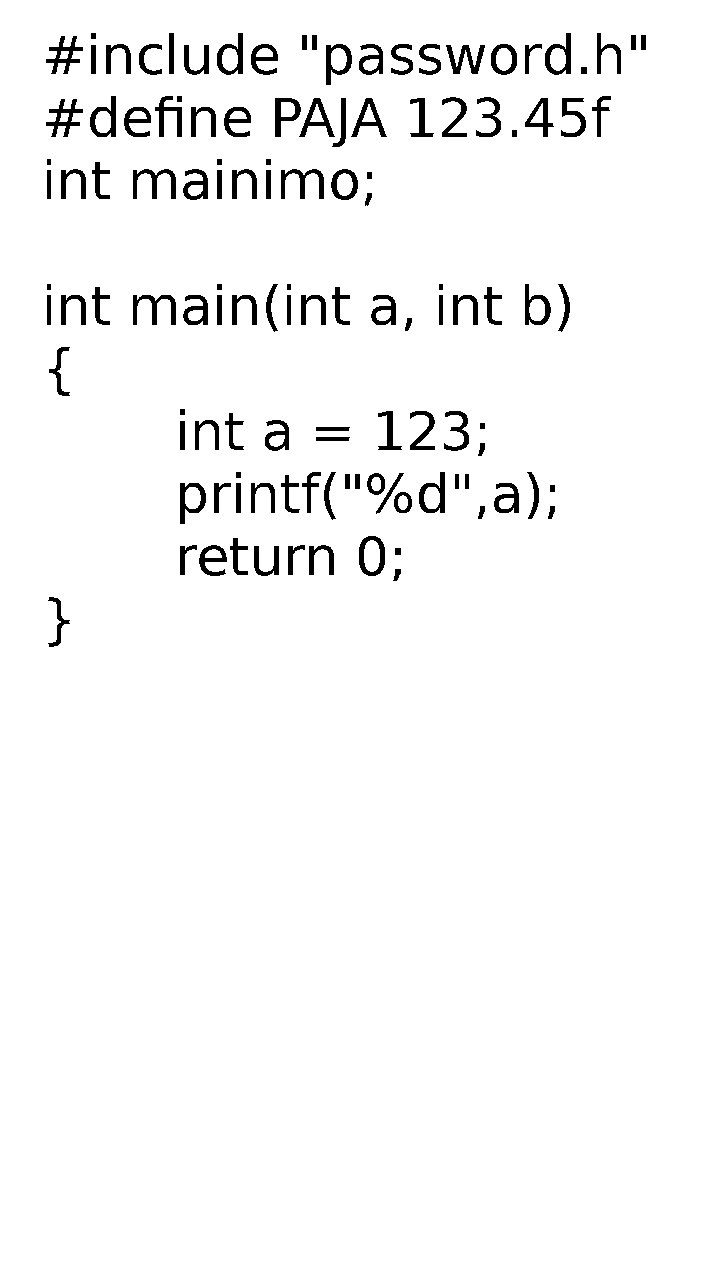 #include "password.h"
#define PAJA 123.45f
int mainimo;

int main(int a, int b)
{
	int a = 123;
	printf("%d",a);
	return 0;
}